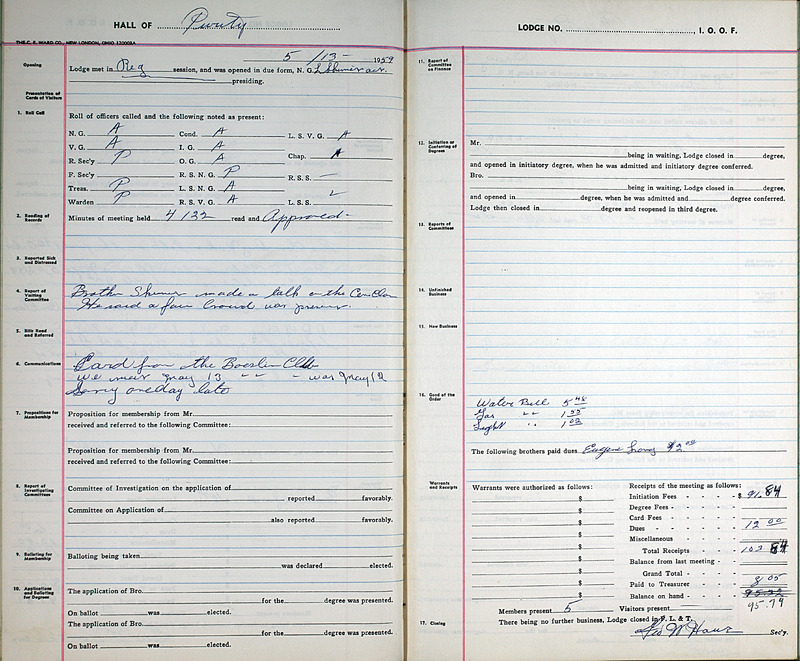 HALL OF Purity
THE C. E. WARD CO., NEW LONDON, OHIO
5/13- 1959
Opening
Lodge met in Reg session, and was opened in due form, N. G.
presiding.
Presentation of Cards of Visitors
1. Roll Call
Roll of officers called and the following noted as present:
N. G. A Cond. A L. S. V. G. A
V. G. A I. G. A
R. Sec'y P O. G. A Chap. A
F. Sec'y R. S. N. G. P R. S. S. —
Treas. P L. S. N. G. A
Warden P R. S. V. G. A L. S. S. ✓
2. Reading of Records
Minutes of meeting held 4/22 read and Approved-
3. Reported Sick and Distressed
4. Report of Visiting Committee
Brother made a talk on the
He said a fair crowd was present.
5. Bills Read and Referred
6. Communications
Card from the Club
we May 13 " " - was May 12
Sorry one day late
7. Propositions for Membership
Proposition for membership from Mr.
received and referred to the following Committee:
Proposition for membership from Mr.
received and referred to the following Committee:
8. Report of Investigating Committees
Committee of Investigation on the application of
reported favorably.
Committee on Application of
also reported favorably.
9. Balloting for Membership
Balloting being taken
was declared elected.
10. Applications and Balloting for Degrees
The application of Bro.
for the degree was presented.
On ballot was elected.
The application of Bro.
for the degree was presented.
On ballot was elected.
LODGE NO. , I. O. O. F.
11. Report of Committee on Finance
12. Initiation or Conferring of Degrees
Mr.
being in waiting, Lodge closed in degree,
and opened in initiatory degree, when he was admitted and initiatory degree conferred.
Bro.
being in waiting, Lodge closed in degree,
and opened in degree, when he was admitted and degree conferred.
Lodge then closed in degree and reopened in third degree.
13. Reports of Committees
14. Unfinished Business
15. New Business
16. Good of the Order
Water Bill 5 48
Gas " "
Light " "
The following brothers paid dues Eugene $2 00
Warrants and Receipts
Warrants were authorized as follows:
$
$
$
$
$
$
$
$
$
Receipts of the meeting as follows:
Initiation Fees - - - - $ 91.84
Degree Fees - - - -
Card Fees - - - -
Dues - - - - 12 00
Miscellaneous - - -
Total Receipts - - 103 84
Balance from last meeting -
Grand Total - - -
Paid to Treasurer - - 8 05
Balance on hand - -
95.79
Members present 5 Visitors present
17. Closing
There being no further business, Lodge closed in F. L. & T.
Geo W Haus Sec'y.